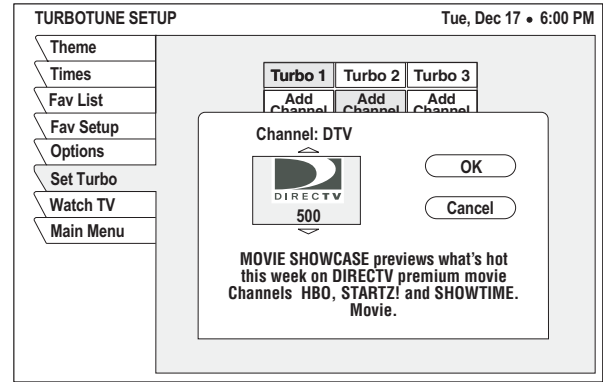 TURBOTUNE SETUP
Tue, Dec 17 • 6:00 PM
Theme
Times
Fav List
Fav Setup
Options
Set Turbo
Watch TV
Main Menu
Turbo 1 Turbo 2 Turbo 3
Add Add Add
Channel Channel Channel
Channel: DTV
DIRECTV
500
OK
Cancel
MOVIE SHOWCASE previews what's hot
this week on DIRECTV premium movie
Channels HBO, STARTZ! and SHOWTIME.
Movie.